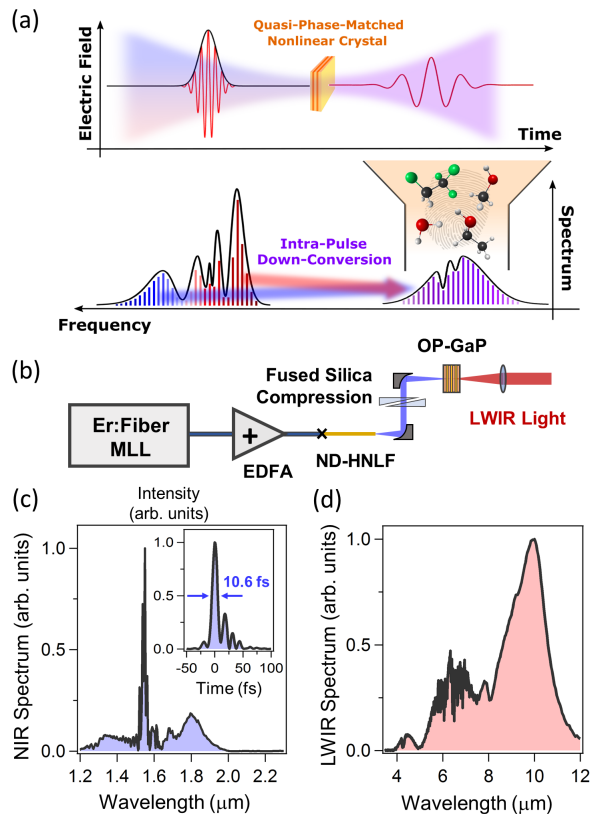 (a)
Quasi-Phase-Matched
Nonlinear Crystal
Electric Field
Time
Intra-Pulse
Down-Conversion
Spectrum
Frequency
(b)
OP-GaP
Fused Silica
Compression
Er:Fiber
MLL
+
EDFA
ND-HNLF
LWIR Light
(c)
Intensity
(arb. units)
NIR Spectrum (arb. units)
1.0
0.5
0.0
1.0
0.5
0.0
10.6 fs
-50
0
50
100
Time (fs)
1.2
1.4
1.6
1.8
2.0
2.2
Wavelength (μm)
(d)
LWIR Spectrum (arb. units)
1.0
0.5
0.0
4
6
8
10
12
Wavelength (μm)